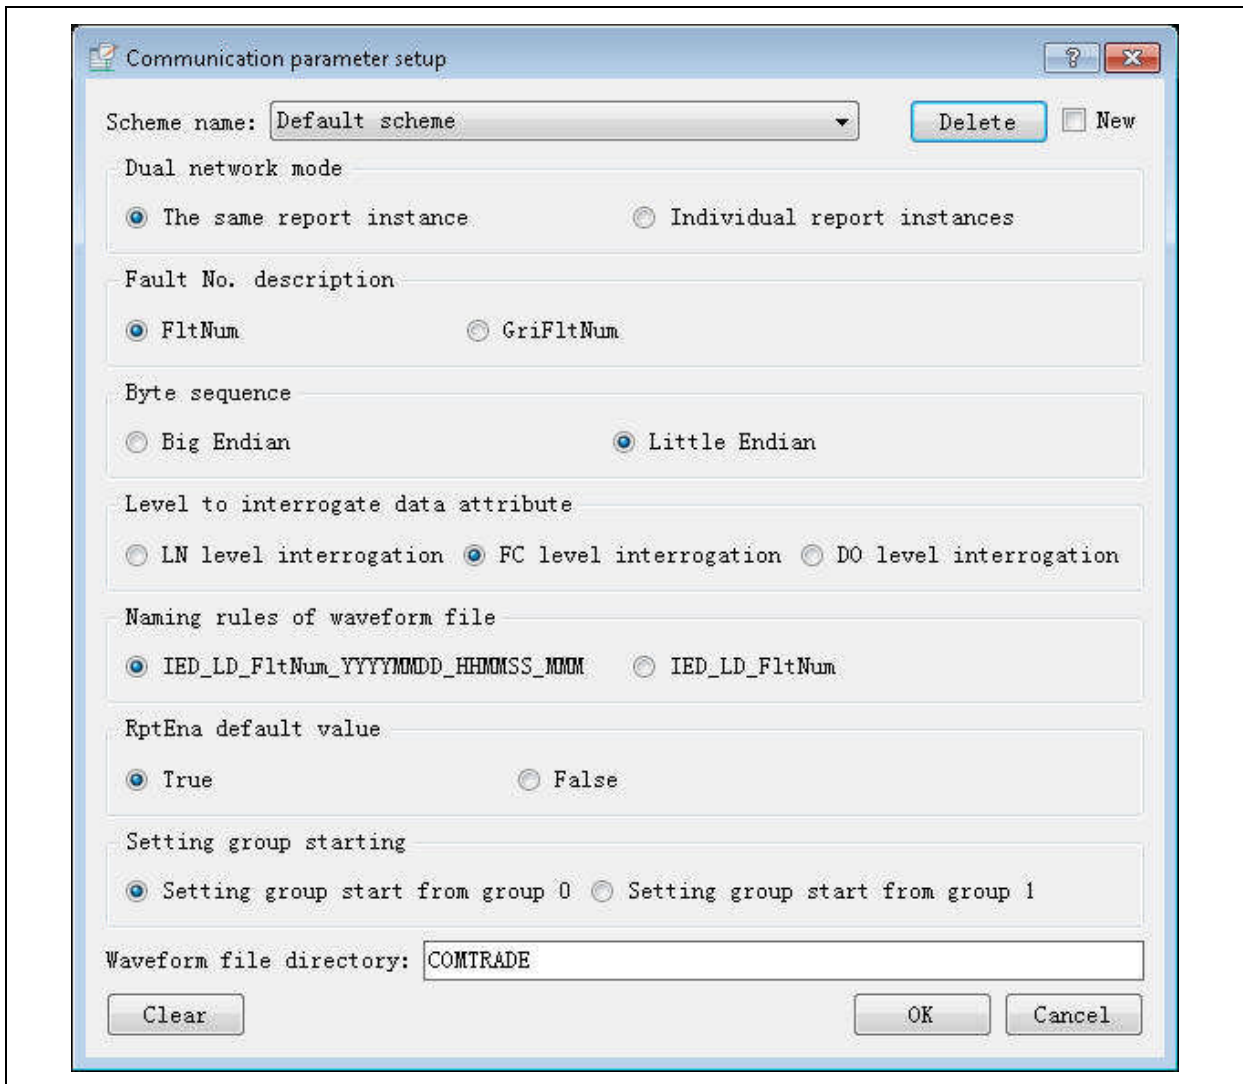 Communication parameter setup
Scheme name: Default scheme Delete New
Dual network mode
The same report instance Individual report instances
Fault No. description
FltNum GriFltNum
Byte sequence
Big Endian Little Endian
Level to interrogate data attribute
LN level interrogation FC level interrogation DO level interrogation
Naming rules of waveform file
IED_LD_FltNum_YYYYMMDD_HHMMSS_MMM IED_LD_FltNum
RptEna default value
True False
Setting group starting
Setting group start from group 0 Setting group start from group 1
Waveform file directory: COMTRADE
Clear OK Cancel